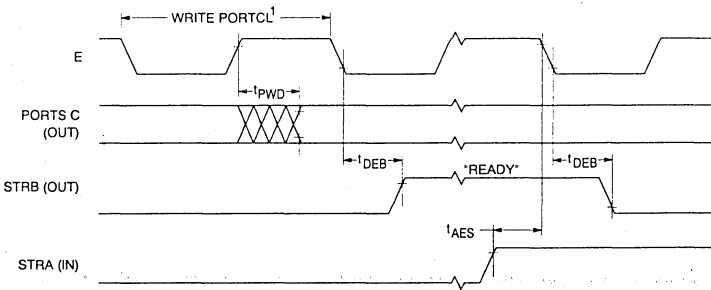 WRITE PORTCL1
E
tPWD
PORTS C
(OUT)
tDEB
"READY"
tDEB
STRB (OUT)
tAES
STRA (IN)